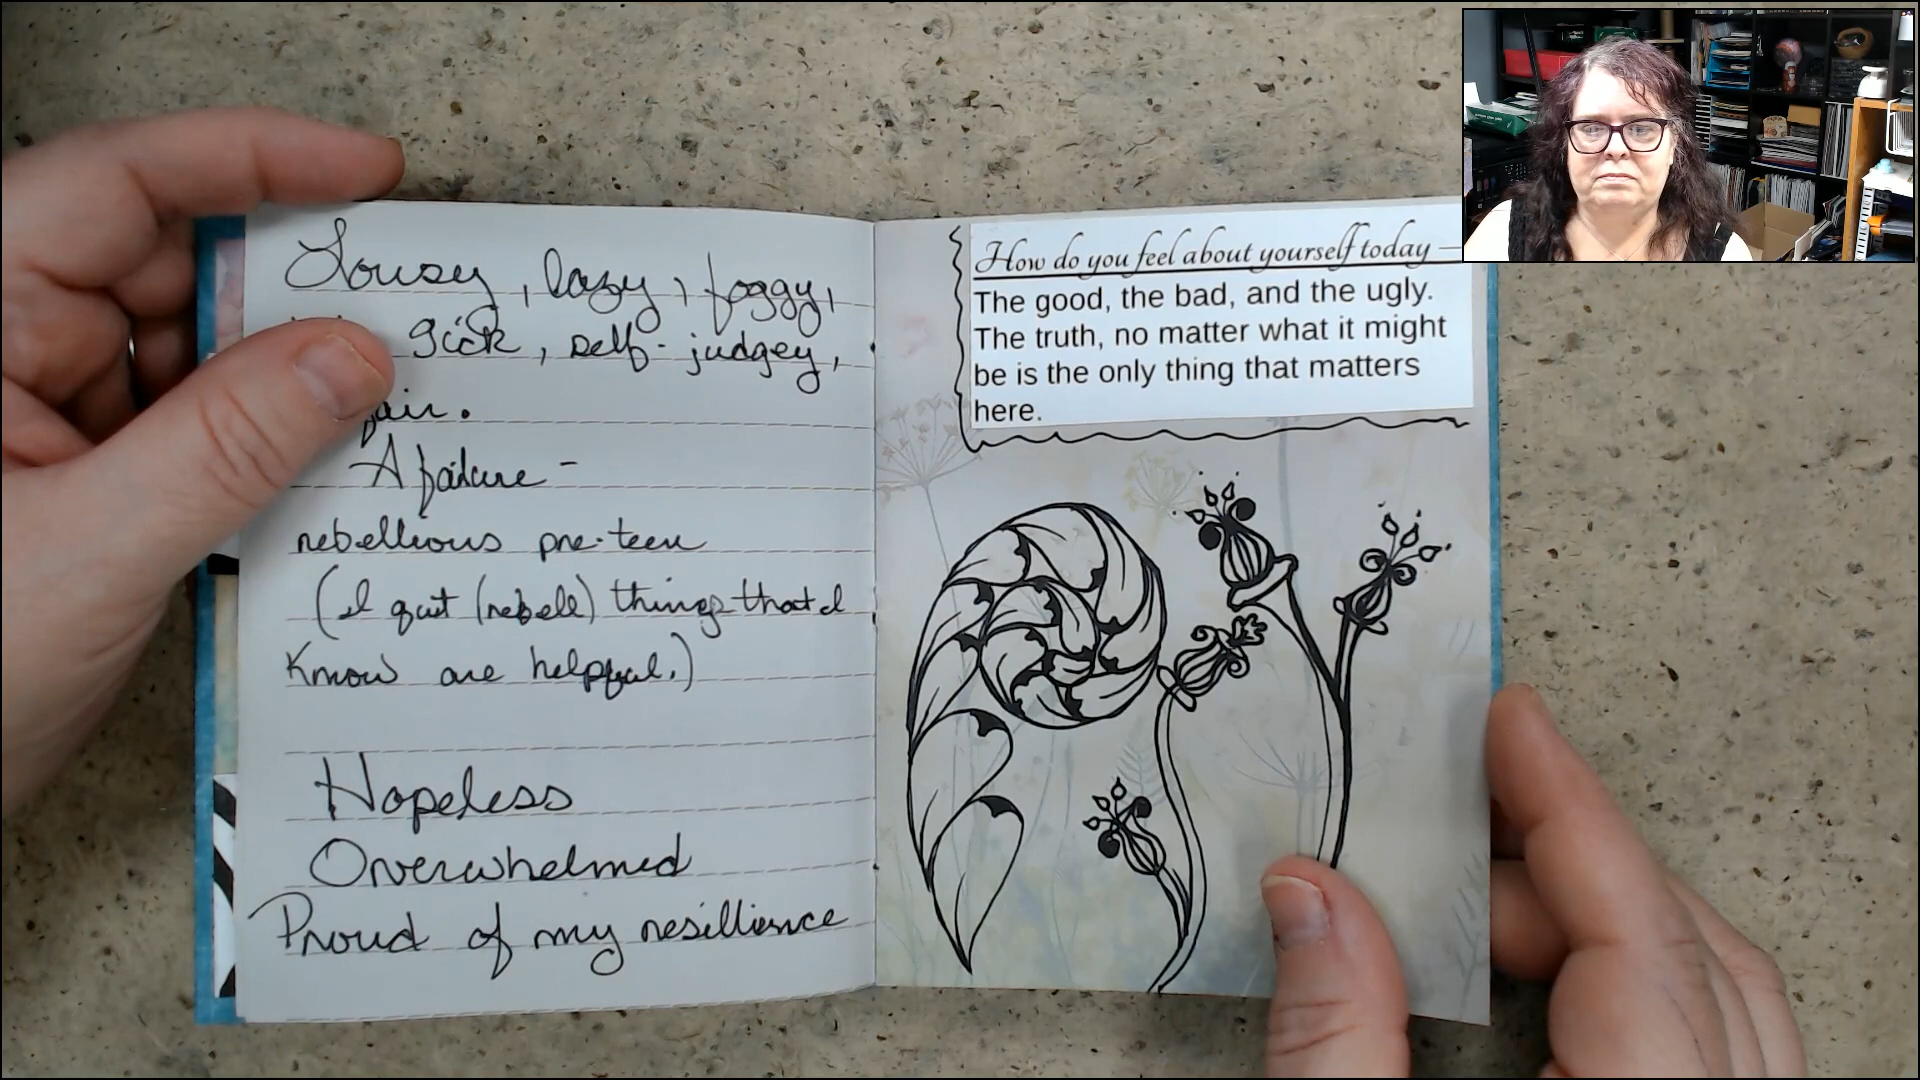 Lousy, lazy, foggy,
sick, self-judgey,
A failure -
rebellious pre-teen
(I quit (rebell) things that I
know are helpful.)
Hopeless
Overwhelmed
Proud of my resillience
How do you feel about yourself today –
The good, the bad, and the ugly.
The truth, no matter what it might
be is the only thing that matters
here.